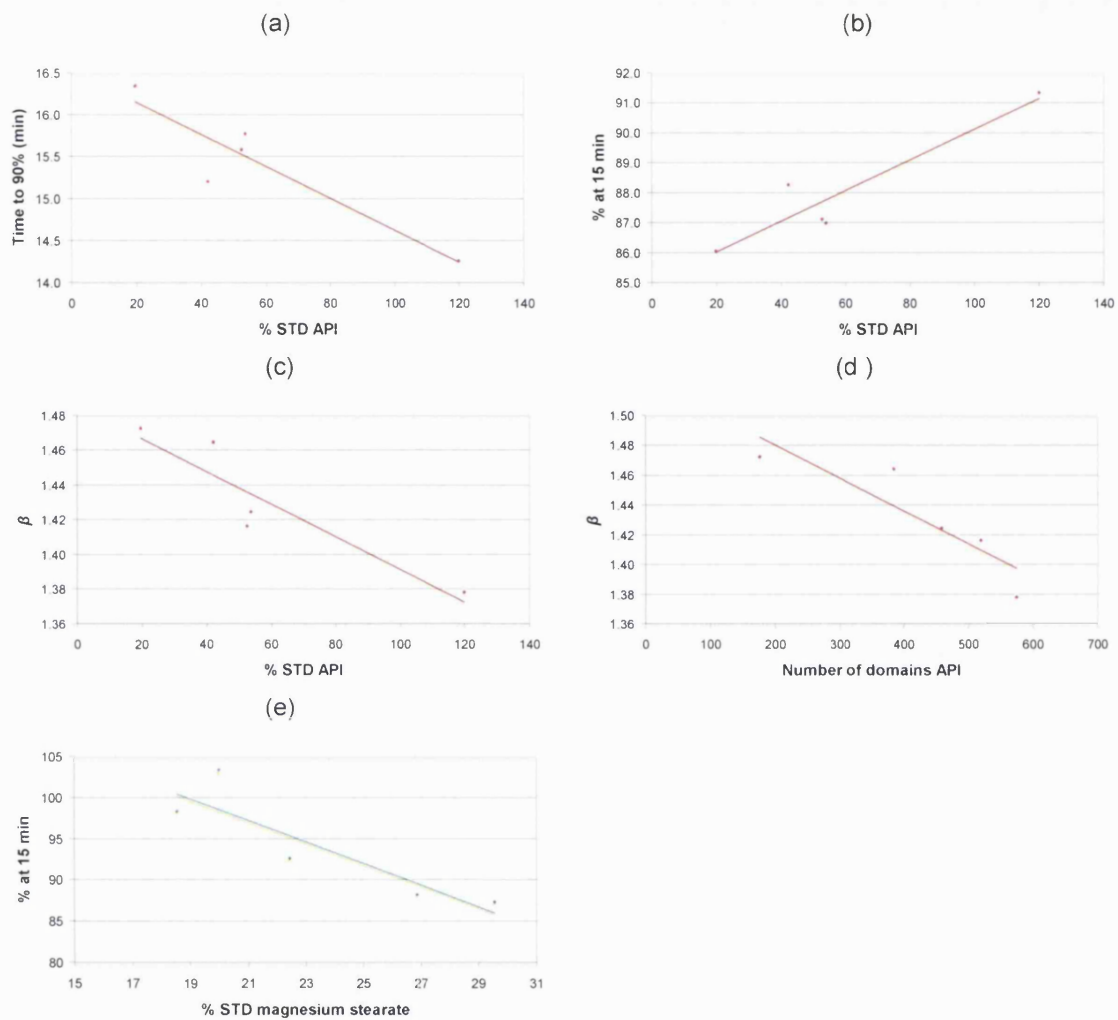 (a)
16.5
16.0
15.5
15.0
14.5
14.0
Time to 90% (min)
0 20 40 60 80 100 120 140
% STD API
(b)
92.0
91.0
90.0
89.0
88.0
87.0
86.0
85.0
% at 15 min
0 20 40 60 80 100 120 140
% STD API
(c)
1.48
1.46
1.44
1.42
1.40
1.38
1.36
β
0 20 40 60 80 100 120 140
% STD API
(d )
1.50
1.48
1.46
1.44
1.42
1.40
1.38
1.36
β
0 100 200 300 400 500 600 700
Number of domains API
(e)
105
100
95
90
85
80
% at 15 min
15 17 19 21 23 25 27 29 31
% STD magnesium stearate